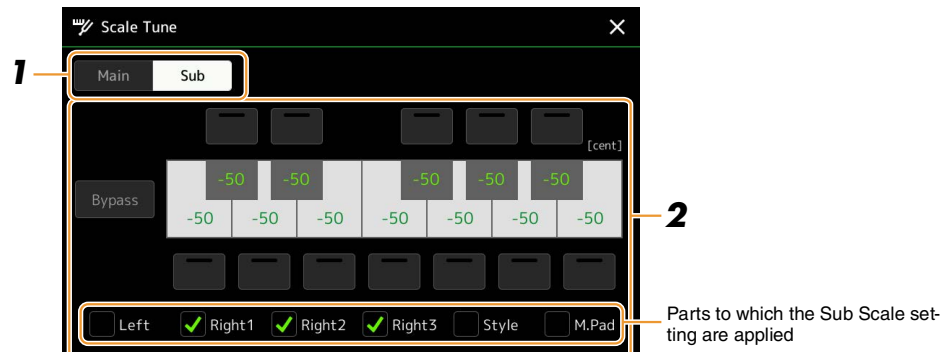 Scale Tune
1
Main Sub
[cent]
-50 -50 -50 -50 -50
Bypass
-50 -50 -50 -50 -50 -50 -50
2
Left Right1 Right2 Right3 Style M.Pad
Parts to which the Sub Scale set-
ting are applied